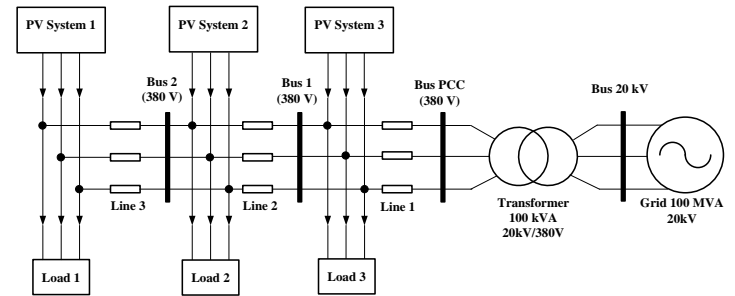 PV System 1
PV System 2
PV System 3
Bus 2
(380 V)
Bus 1
(380 V)
Bus PCC
(380 V)
Bus 20 kV
Line 3
Line 2
Line 1
Transformer
100 kVA
20kV/380V
Grid 100 MVA
20kV
Load 1
Load 2
Load 3